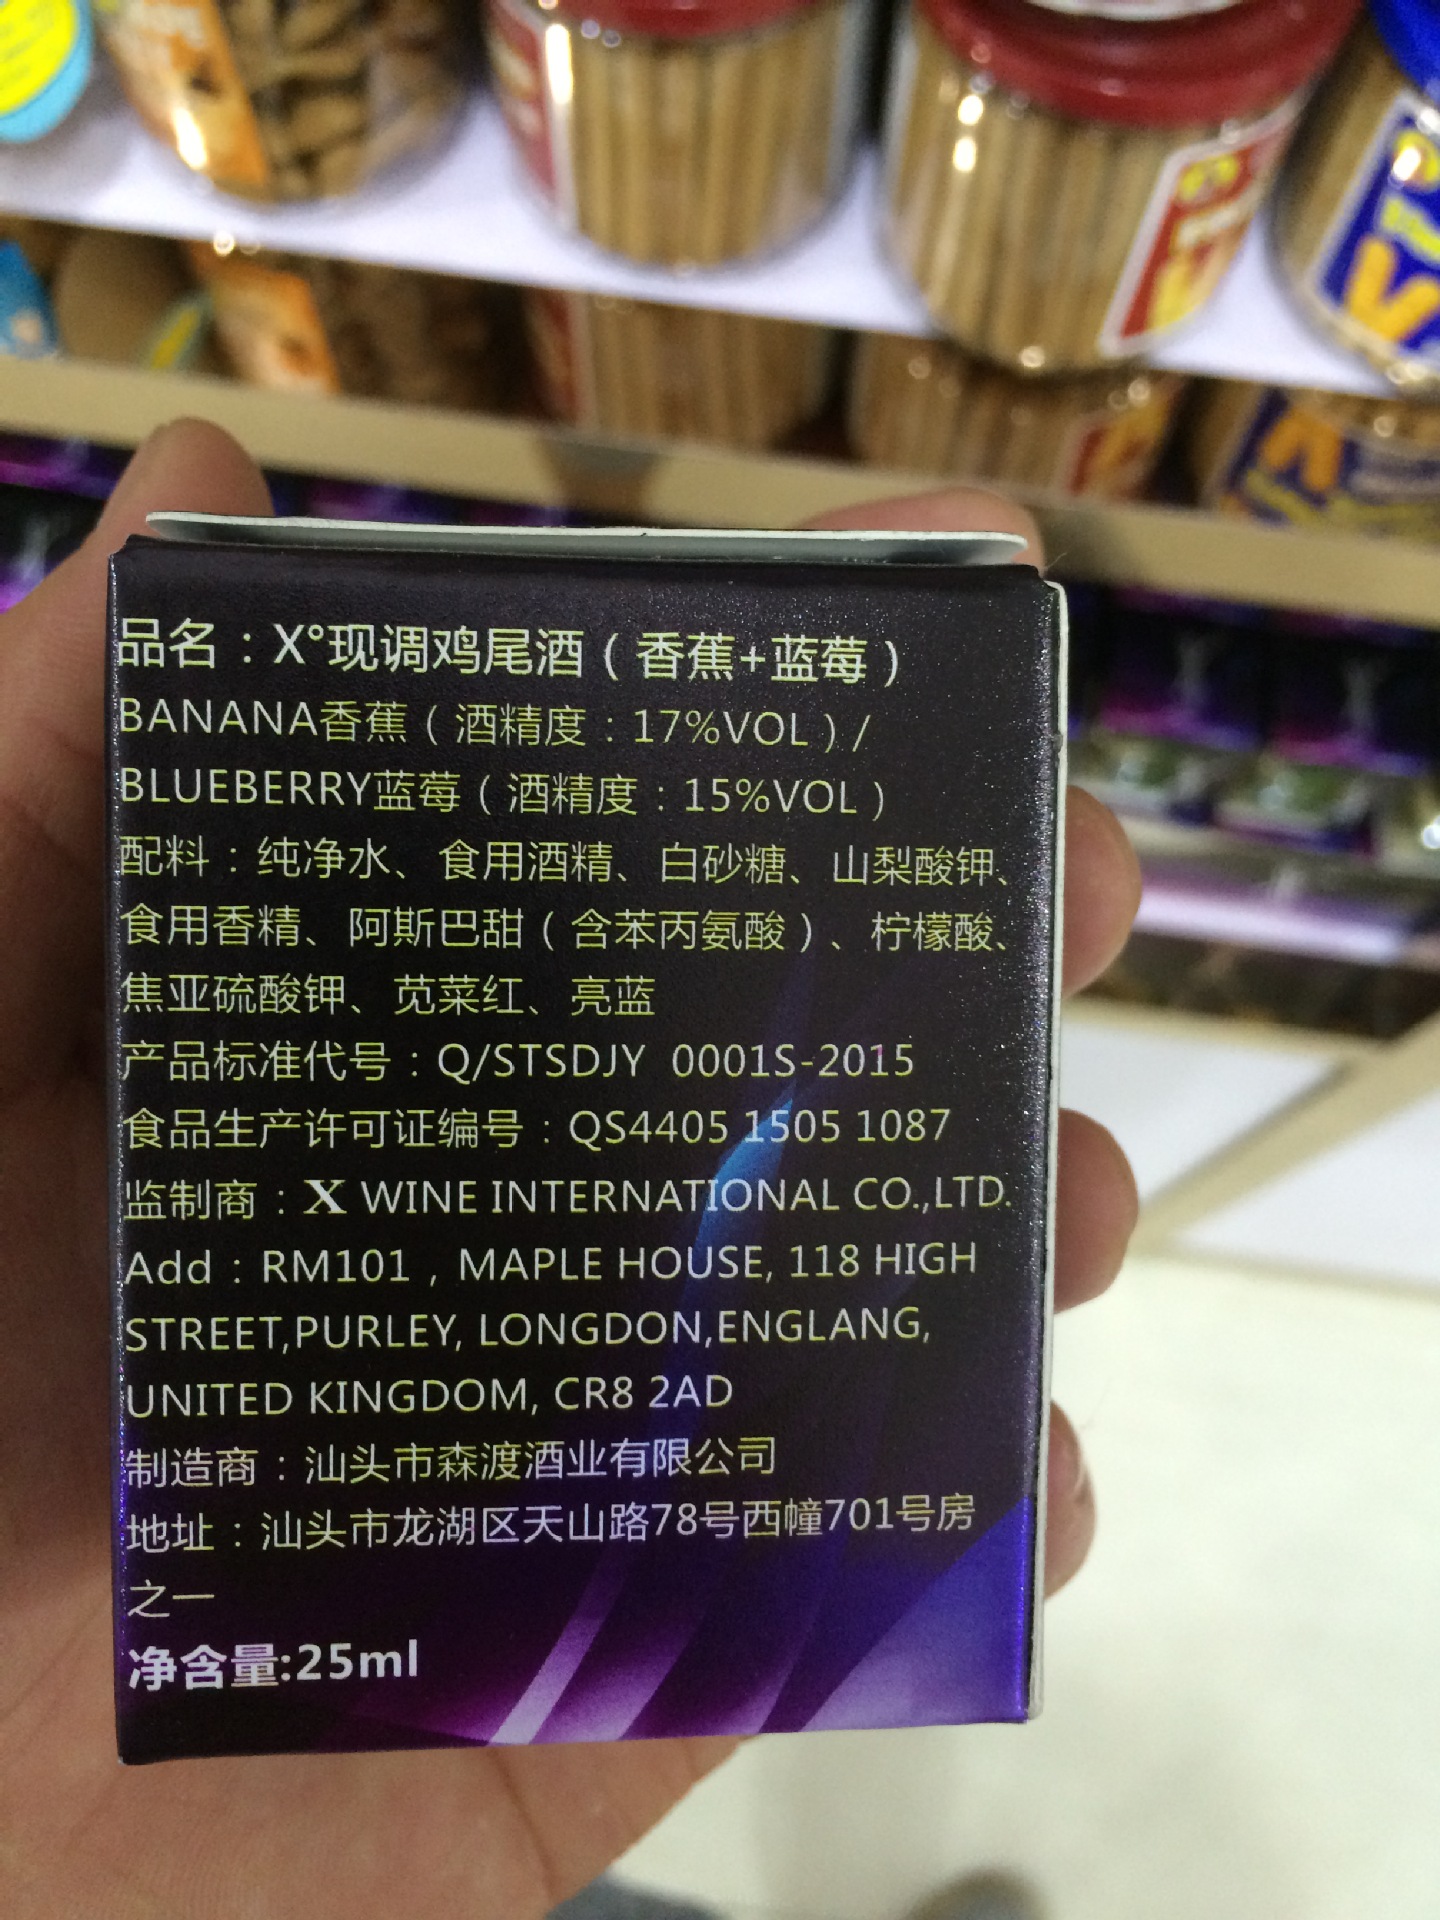 品名：X°现调鸡尾酒（香蕉+蓝莓）
BANANA香蕉（酒精度：17%VOL）/
BLUEBERRY蓝莓（酒精度：15%VOL）
配料：纯净水、食用酒精、白砂糖、山梨酸钾、
食用香精、阿斯巴甜（含苯丙氨酸）、柠檬酸、
焦亚硫酸钾、苋菜红、亮蓝
产品标准代号：Q/STSDJY 0001S-2015
食品生产许可证编号：QS4405 1505 1087
监制商：X WINE INTERNATIONAL CO.,LTD.
Add：RM101，MAPLE HOUSE, 118 HIGH
STREET,PURLEY, LONGDON,ENGLANG,
UNITED KINGDOM, CR8 2AD
制造商：汕头市森渡酒业有限公司
地址：汕头市龙湖区天山路78号西幢701号房
之一
净含量:25ml